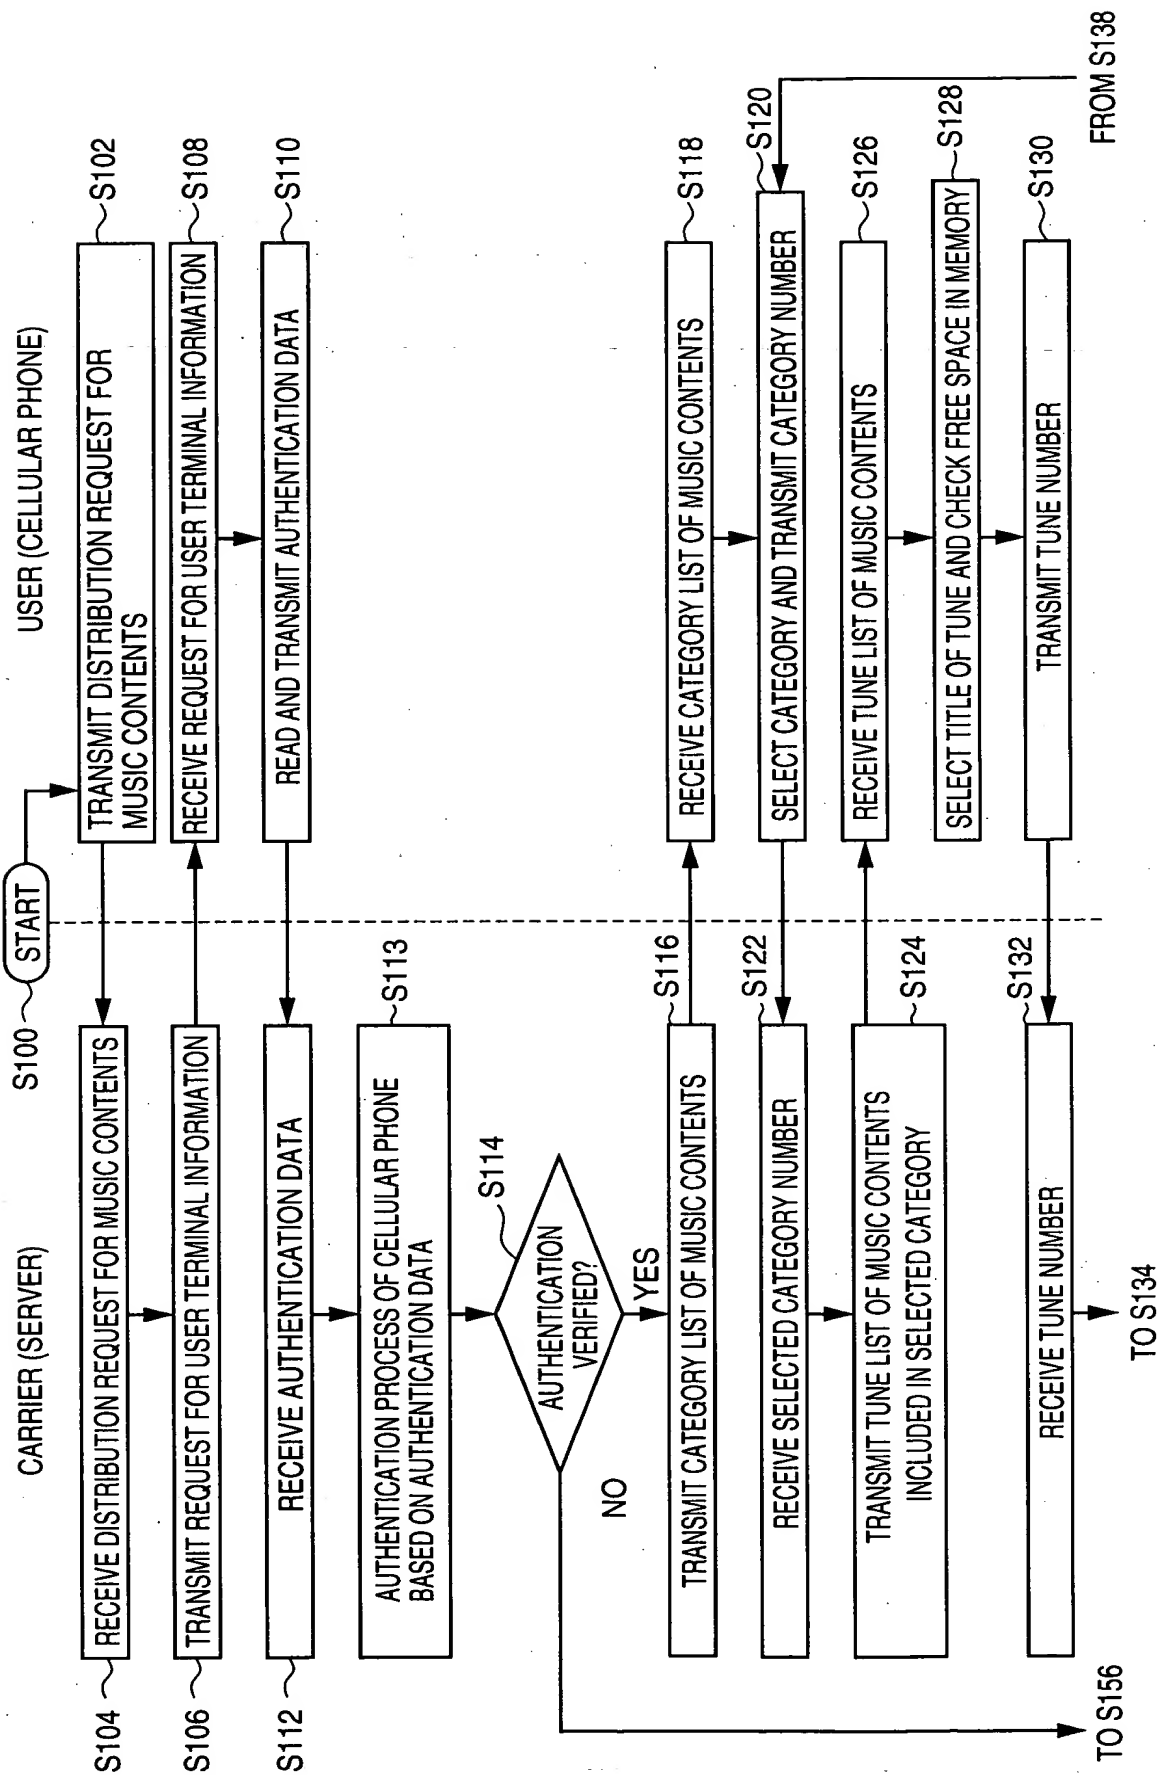 CARRIER (SERVER)
USER (CELLULAR PHONE)
S100
START
TRANSMIT DISTRIBUTION REQUEST FOR
MUSIC CONTENTS
S102
S104
RECEIVE DISTRIBUTION REQUEST FOR MUSIC CONTENTS
S106
TRANSMIT REQUEST FOR USER TERMINAL INFORMATION
RECEIVE REQUEST FOR USER TERMINAL INFORMATION
S108
READ AND TRANSMIT AUTHENTICATION DATA
S110
S112
RECEIVE AUTHENTICATION DATA
AUTHENTICATION PROCESS OF CELLULAR PHONE
BASED ON AUTHENTICATION DATA
S113
S114
AUTHENTICATION
VERIFIED?
NO
YES
TRANSMIT CATEGORY LIST OF MUSIC CONTENTS
S116
RECEIVE CATEGORY LIST OF MUSIC CONTENTS
S118
SELECT CATEGORY AND TRANSMIT CATEGORY NUMBER
S120
RECEIVE SELECTED CATEGORY NUMBER
S122
TRANSMIT TUNE LIST OF MUSIC CONTENTS
INCLUDED IN SELECTED CATEGORY
S124
RECEIVE TUNE LIST OF MUSIC CONTENTS
S126
SELECT TITLE OF TUNE AND CHECK FREE SPACE IN MEMORY
S128
TRANSMIT TUNE NUMBER
S130
RECEIVE TUNE NUMBER
S132
TO S156
TO S134
FROM S138